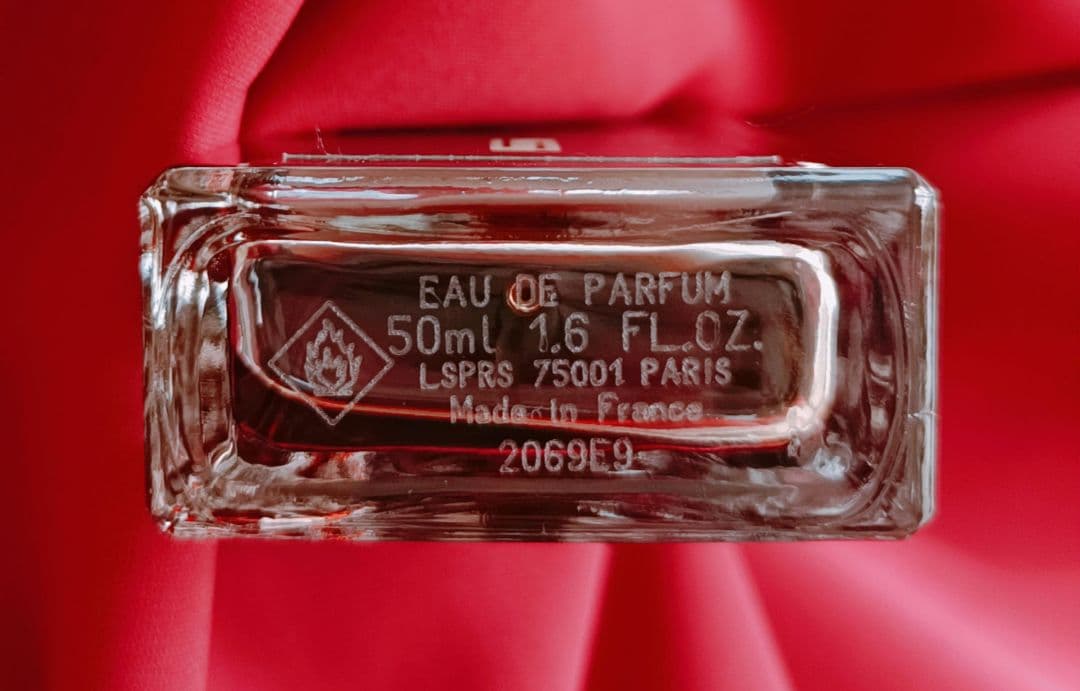 EAU DE PARFUM
50ml 1.6 FL.OZ.
LSPRS 75001 PARIS
Made in France
2069E9